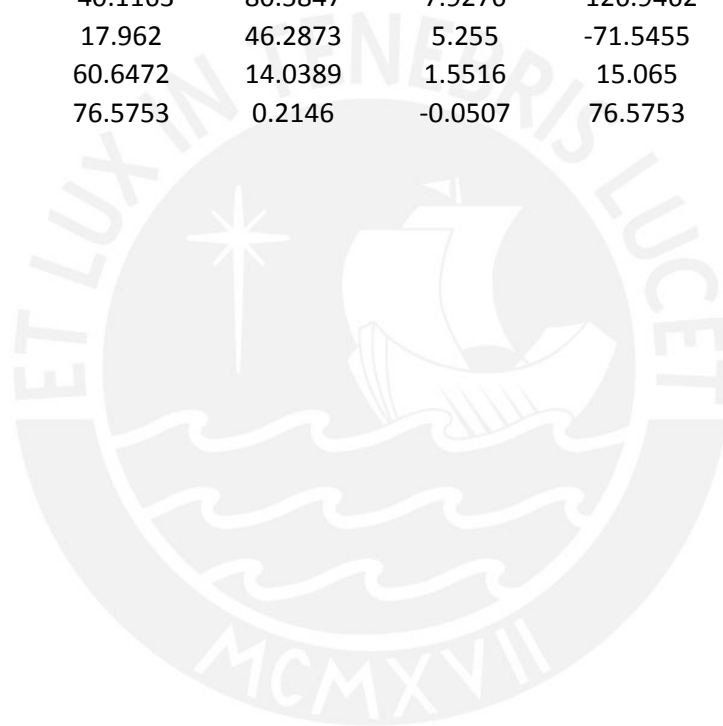 17.962 46.2873 5.255 -71.5455
60.6472 14.0389 1.5516 15.065
76.5753 0.2146 -0.0507 76.5753
ET LUX IN TENEBRIS LUCET
MCMXVII